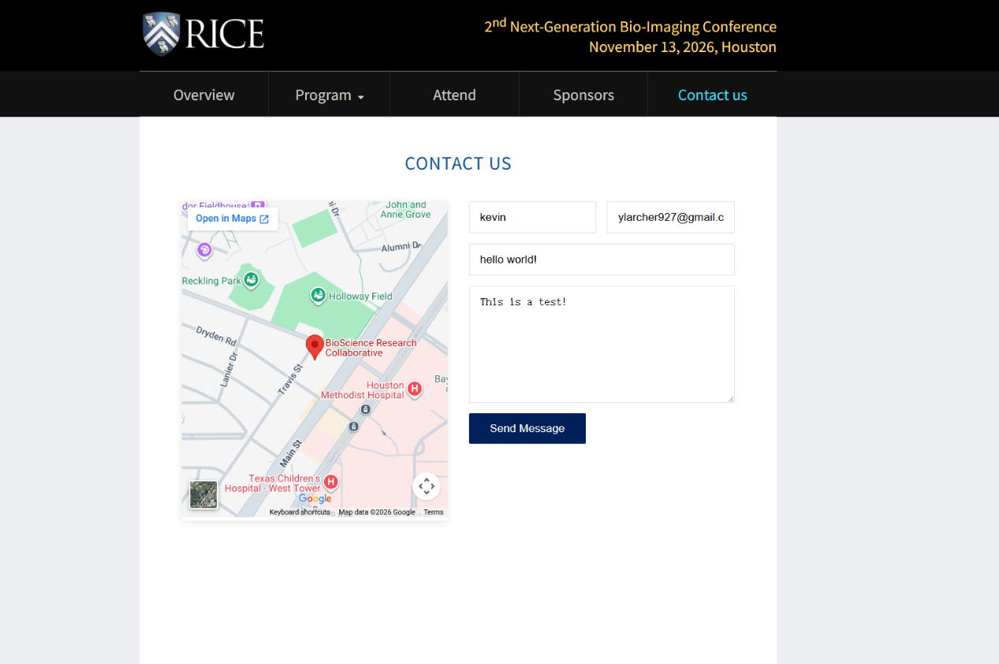 RICE
2nd Next-Generation Bio-Imaging Conference
November 13, 2026, Houston
Overview
Program
Attend
Sponsors
Contact us
CONTACT US
dor Fieldhouse
Open in Maps
ni Dr
John and
Anne Grove
Alumni Dr
Reckling Park
Holloway Field
Dryden Rd
Lanier Dr
Travis St
BioScience Research
Collaborative
Houston
Methodist Hospital
H
Bay
Main St
Texas Children's
Hospital - West Tower
H
Google
Keyboard shortcuts
Map data ©2026 Google
Terms
kevin
ylarcher927@gmail.c
hello world!
This is a test!
Send Message